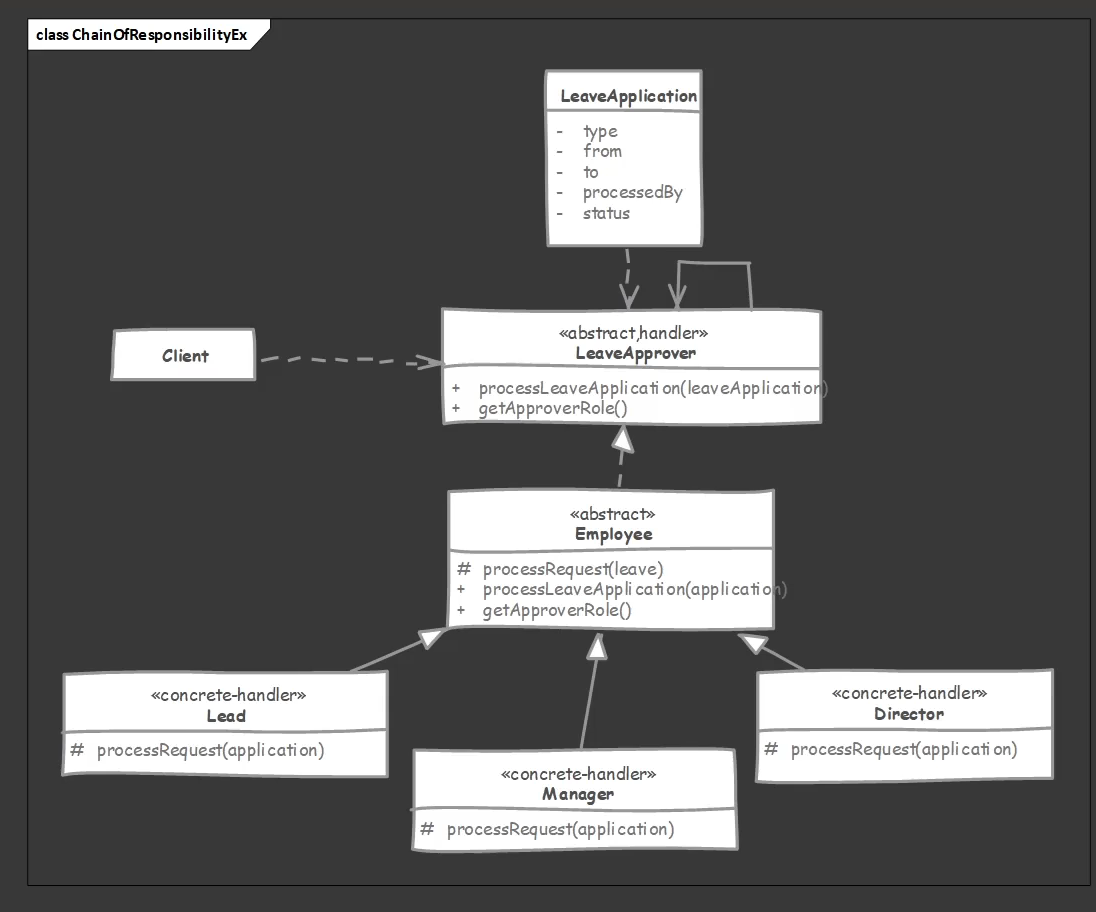 class ChainOfResponsibilityEx
LeaveApplication
- type
- from
- to
- processedBy
- status
«abstract,handler»
LeaveApprover
+ processLeaveApplication(leaveApplication)
+ getApproverRole()
Client
«abstract»
Employee
# processRequest(leave)
+ processLeaveApplication(application)
+ getApproverRole()
«concrete-handler»
Lead
# processRequest(application)
«concrete-handler»
Manager
# processRequest(application)
«concrete-handler»
Director
# processRequest(application)